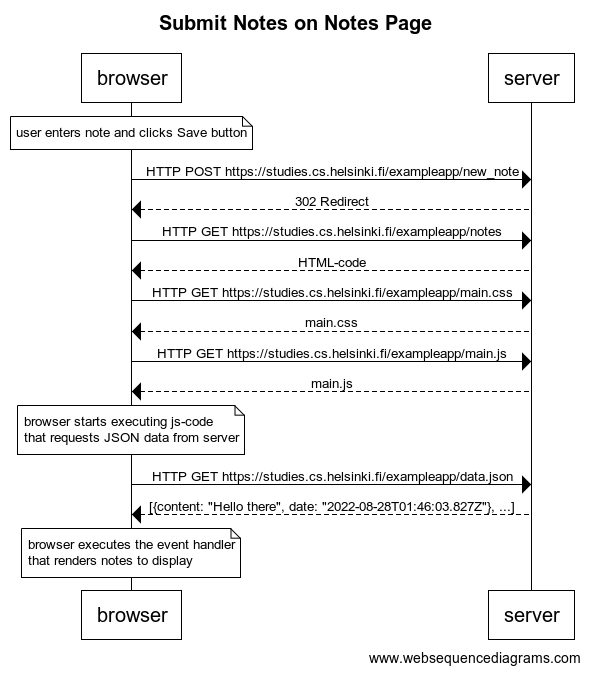 Submit Notes on Notes Page
browser
server
user enters note and clicks Save button
HTTP POST https://studies.cs.helsinki.fi/exampleapp/new_note
302 Redirect
HTTP GET https://studies.cs.helsinki.fi/exampleapp/notes
HTML-code
HTTP GET https://studies.cs.helsinki.fi/exampleapp/main.css
main.css
HTTP GET https://studies.cs.helsinki.fi/exampleapp/main.js
main.js
browser starts executing js-code
that requests JSON data from server
HTTP GET https://studies.cs.helsinki.fi/exampleapp/data.json
[{content: "Hello there", date: "2022-08-28T01:46:03.827Z"}, ...]
browser executes the event handler
that renders notes to display
browser
server
www.websequencediagrams.com